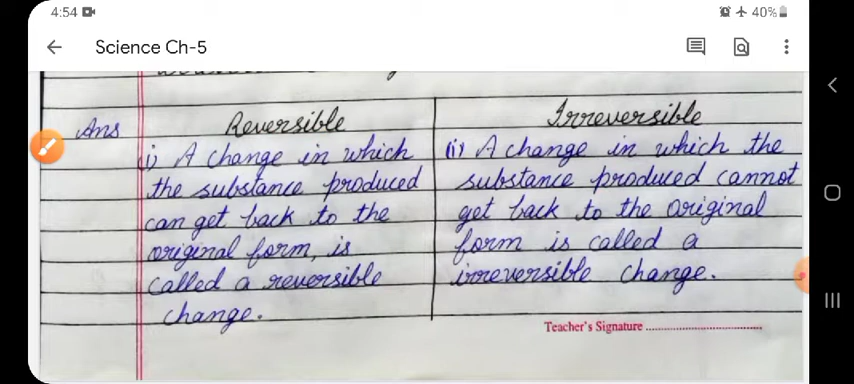 4:54
40%
Science Ch-5
Ans
Reversible
(i) A change in which
the substance produced
can get back to the
original form, is
called a reversible
change.
Irreversible
(i) A change in which the
substance produced cannot
get back to the original
form is called a
irreversible change.
Teacher's Signature